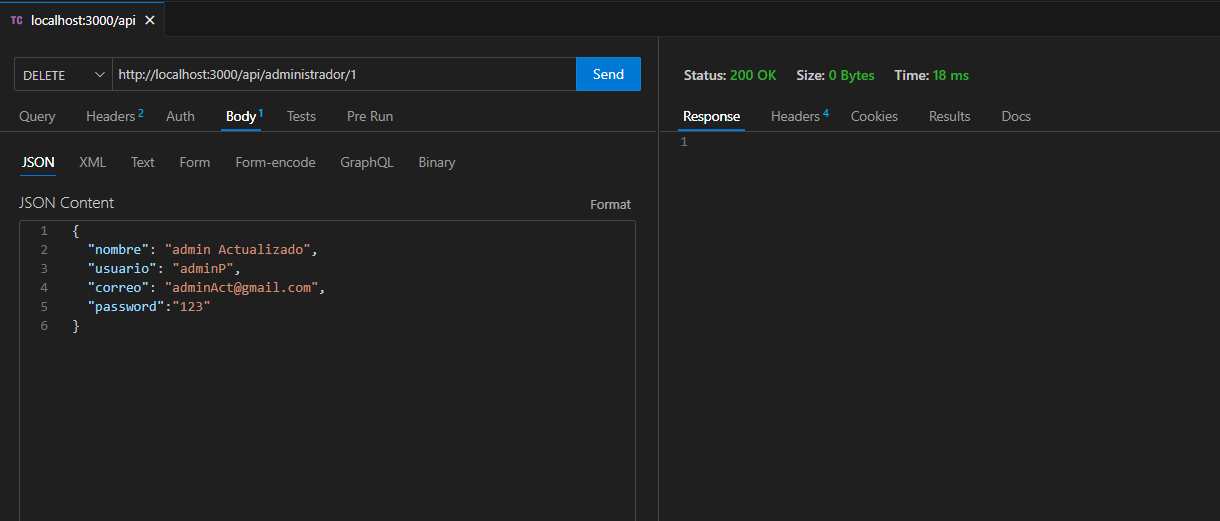 TC localhost:3000/api ×
DELETE http://localhost:3000/api/administrador/1 Send
Query Headers 2 Auth Body 1 Tests Pre Run
JSON XML Text Form Form-encode GraphQL Binary
JSON Content Format
1 {
2 "nombre": "admin Actualizado",
3 "usuario": "adminP",
4 "correo": "adminAct@gmail.com",
5 "password":"123"
6 }
Status: 200 OK Size: 0 Bytes Time: 18 ms
Response Headers 4 Cookies Results Docs
1